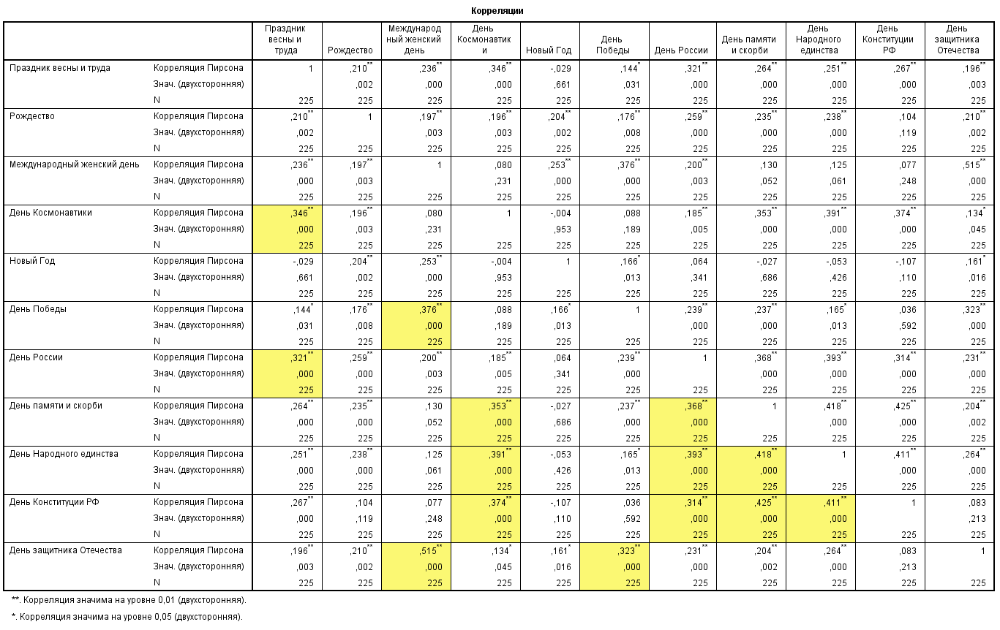 Корреляции
Праздник весны и труда Рождество Международ ный женский день День Космонавтик и Новый Год День Победы День России День памяти и скорби День Народного единства День Конституции РФ День защитника Отечества
Праздник весны и труда Корреляция Пирсона 1 ,210** ,236** ,346** -,029 ,144* ,321** ,264** ,251** ,267** ,196**
Знач. (двухсторонняя) ,002 ,000 ,000 ,661 ,031 ,000 ,000 ,000 ,000 ,003
N 225 225 225 225 225 225 225 225 225 225 225
Рождество Корреляция Пирсона ,210** 1 ,197** ,196** ,204** ,176** ,259** ,235** ,238** ,104 ,210**
Знач. (двухсторонняя) ,002 ,003 ,003 ,002 ,008 ,000 ,000 ,000 ,119 ,002
N 225 225 225 225 225 225 225 225 225 225 225
Международный женский день Корреляция Пирсона ,236** ,197** 1 ,080 ,253** ,376** ,200** ,130 ,125 ,077 ,515**
Знач. (двухсторонняя) ,000 ,003 ,231 ,000 ,000 ,003 ,052 ,061 ,248 ,000
N 225 225 225 225 225 225 225 225 225 225 225
День Космонавтики Корреляция Пирсона ,346** ,196** ,080 1 -,004 ,088 ,185** ,353** ,391** ,374** ,134*
Знач. (двухсторонняя) ,000 ,003 ,231 ,953 ,189 ,005 ,000 ,000 ,000 ,045
N 225 225 225 225 225 225 225 225 225 225 225
Новый Год Корреляция Пирсона -,029 ,204** ,253** -,004 1 ,166* ,064 -,027 -,053 -,107 ,161*
Знач. (двухсторонняя) ,661 ,002 ,000 ,953 ,013 ,341 ,686 ,426 ,110 ,016
N 225 225 225 225 225 225 225 225 225 225 225
День Победы Корреляция Пирсона ,144* ,176** ,376** ,088 ,166* 1 ,239** ,237** ,165* ,036 ,323**
Знач. (двухсторонняя) ,031 ,008 ,000 ,189 ,013 ,000 ,000 ,013 ,592 ,000
N 225 225 225 225 225 225 225 225 225 225 225
День России Корреляция Пирсона ,321** ,259** ,200** ,185** ,064 ,239** 1 ,368** ,393** ,314** ,231**
Знач. (двухсторонняя) ,000 ,000 ,003 ,005 ,341 ,000 ,000 ,000 ,000 ,000
N 225 225 225 225 225 225 225 225 225 225 225
День памяти и скорби Корреляция Пирсона ,264** ,235** ,130 ,353** -,027 ,237** ,368** 1 ,418** ,425** ,204**
Знач. (двухсторонняя) ,000 ,000 ,052 ,000 ,686 ,000 ,000 ,000 ,000 ,002
N 225 225 225 225 225 225 225 225 225 225 225
День Народного единства Корреляция Пирсона ,251** ,238** ,125 ,391** -,053 ,165* ,393** ,418** 1 ,411** ,264**
Знач. (двухсторонняя) ,000 ,000 ,061 ,000 ,426 ,013 ,000 ,000 ,000 ,000
N 225 225 225 225 225 225 225 225 225 225 225
День Конституции РФ Корреляция Пирсона ,267** ,104 ,077 ,374** -,107 ,036 ,314** ,425** ,411** 1 ,083
Знач. (двухсторонняя) ,000 ,119 ,248 ,000 ,110 ,592 ,000 ,000 ,000 ,213
N 225 225 225 225 225 225 225 225 225 225 225
День защитника Отечества Корреляция Пирсона ,196** ,210** ,515** ,134* ,161* ,323** ,231** ,204** ,264** ,083 1
Знач. (двухсторонняя) ,003 ,002 ,000 ,045 ,016 ,000 ,000 ,002 ,000 ,213
N 225 225 225 225 225 225 225 225 225 225 225
**. Корреляция значима на уровне 0,01 (двухсторонняя).
*. Корреляция значима на уровне 0,05 (двухсторонняя).